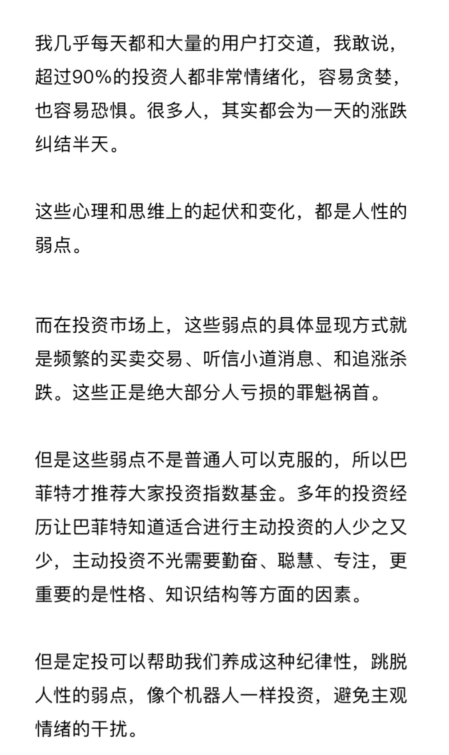 我几乎每天都和大量的用户打交道，我敢说，
超过90%的投资人都非常情绪化，容易贪婪，
也容易恐惧。很多人，其实都会为一天的涨跌
纠结半天。
这些心理和思维上的起伏和变化，都是人性的
弱点。
而在投资市场上，这些弱点的具体显现方式就
是频繁的买卖交易、听信小道消息、和追涨杀
跌。这些正是绝大部分人亏损的罪魁祸首。
但是这些弱点不是普通人可以克服的，所以巴
菲特才推荐大家投资指数基金。多年的投资经
历让巴菲特知道适合进行主动投资的人少之又
少，主动投资不光需要勤奋、聪慧、专注，更
重要的是性格、知识结构等方面的因素。
但是定投可以帮助我们养成这种纪律性，跳脱
人性的弱点，像个机器人一样投资，避免主观
情绪的干扰。